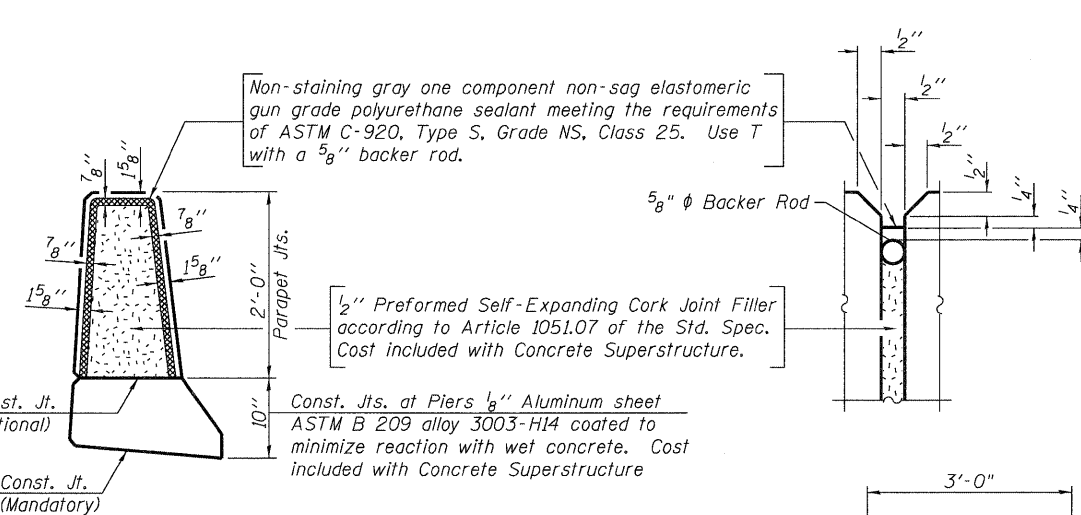 Non-staining gray one component non-sag elastomeric
gun grade polyurethane sealant meeting the requirements
of ASTM C-920, Type S, Grade NS, Class 25. Use T
with a 5/8" backer rod.
1/2"
1/2"
1/2"
1/2"
1/4"
1/4"
5/8" φ Backer Rod
7/8"
1 5/8"
7/8"
7/8"
1 5/8"
1 5/8"
2'-0"
Parapet Jts.
1/2" Preformed Self-Expanding Cork Joint Filler
according to Article 1051.07 of the Std. Spec.
Cost included with Concrete Superstructure.
st. Jt.
tional)
10"
Const. Jts. at Piers 1/8" Aluminum sheet
ASTM B 209 alloy 3003-H14 coated to
minimize reaction with wet concrete. Cost
included with Concrete Superstructure
Const. Jt.
(Mandatory)
3'-0"